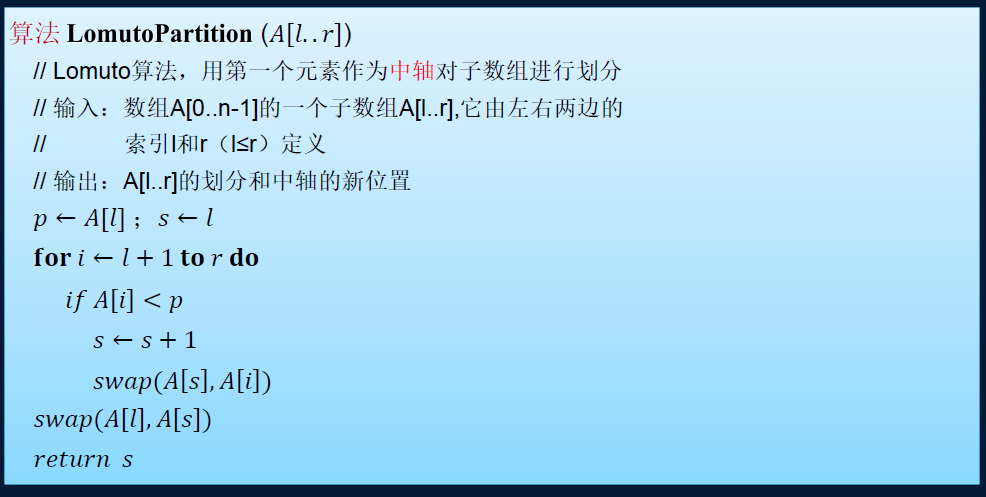 算法 LomutoPartition (A[l..r])
// Lomuto算法，用第一个元素作为中轴对子数组进行划分
// 输入：数组A[0..n-1]的一个子数组A[l..r],它由左右两边的
// 索引l和r（l≤r）定义
// 输出：A[l..r]的划分和中轴的新位置
p ← A[l] ；s ← l
for i ← l + 1 to r do
if A[i] < p
s ← s + 1
swap(A[s], A[i])
swap(A[l], A[s])
return s